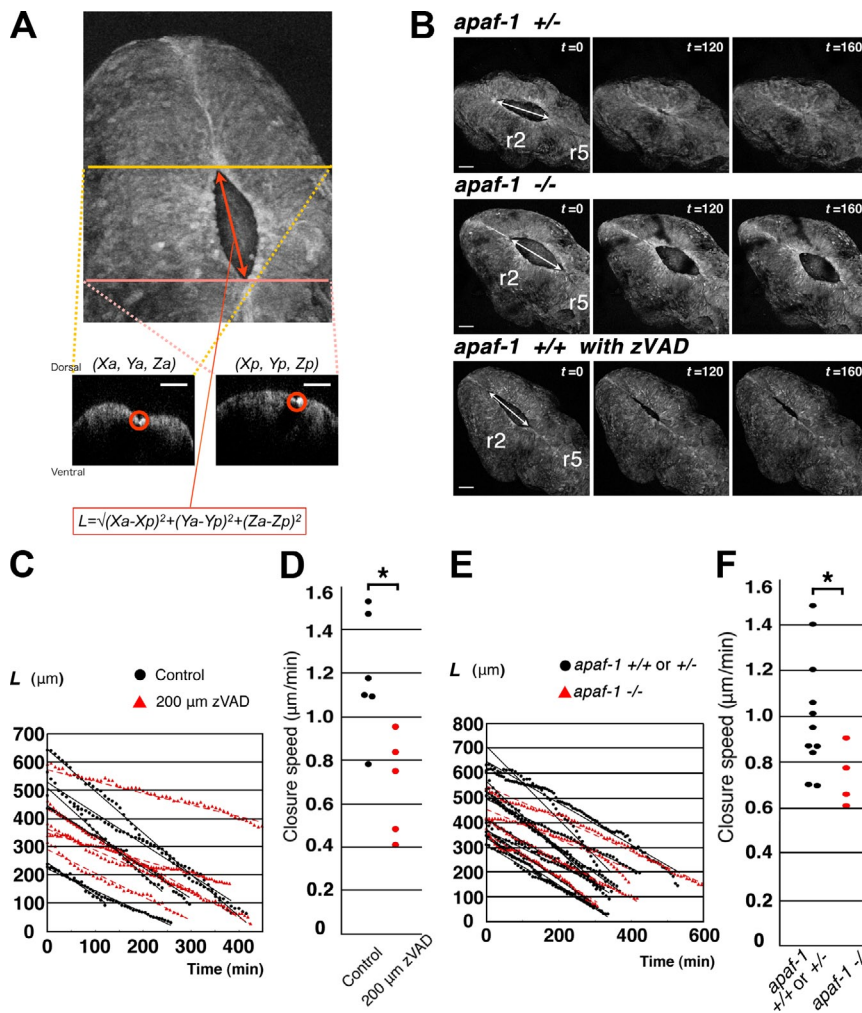 A
Dorsal
(Xa, Ya, Za)
(Xp, Yp, Zp)
Ventral
L=√(Xa-Xp)²+(Ya-Yp)²+(Za-Zp)²
B
apaf-1 +/-
t=0
t=120
t=160
r2
r5
apaf-1 -/-
t=0
t=120
t=160
r2
r5
apaf-1 +/+ with zVAD
t=0
t=120
t=160
r2
r5
C
L (µm)
Control
200 µm zVAD
700
600
500
400
300
200
100
0
0 100 200 300 400
Time (min)
D
Closure speed (µm/min)
*
1.6
1.4
1.2
1.0
0.8
0.6
0.4
0.2
0
Control
200 µm zVAD
E
L (µm)
apaf-1 +/+ or +/-
apaf-1 -/-
800
700
600
500
400
300
200
100
0
0 100 200 300 400 500 600
Time (min)
F
Closure speed (µm/min)
*
1.6
1.4
1.2
1.0
0.8
0.6
0.4
0.2
0
apaf-1
+/+ or +/-
apaf-1 -/